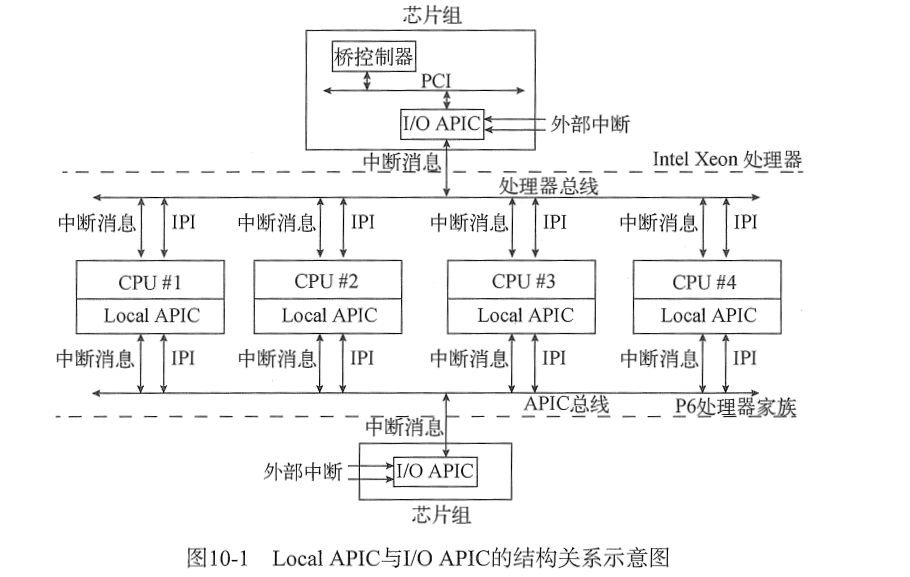 芯片组
桥控制器
PCI
I/O APIC
外部中断
中断消息
Intel Xeon 处理器
处理器总线
中断消息 IPI 中断消息 IPI 中断消息 IPI 中断消息 IPI
CPU #1 CPU #2 CPU #3 CPU #4
Local APIC Local APIC Local APIC Local APIC
中断消息 IPI 中断消息 IPI 中断消息 IPI 中断消息 IPI
APIC总线
P6处理器家族
中断消息
外部中断
I/O APIC
芯片组
图10-1 Local APIC与I/O APIC的结构关系示意图